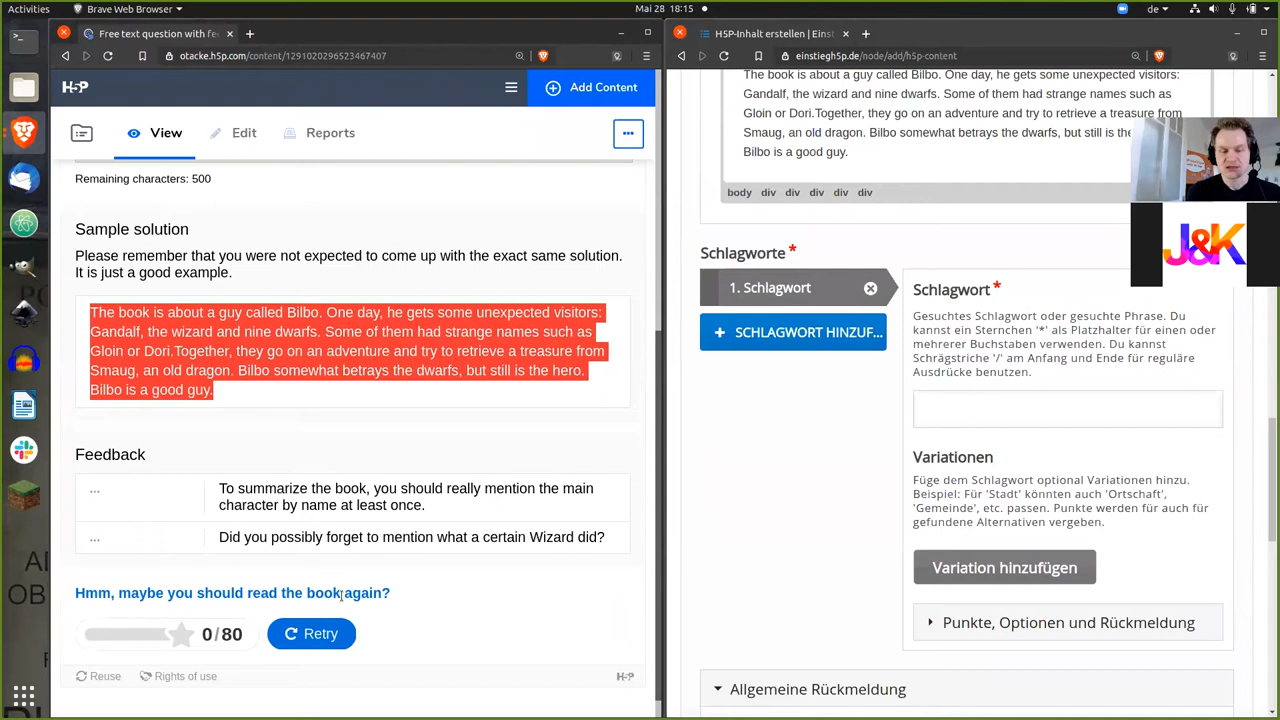 Activities
Brave Web Browser
Mai 28 18:15
de
Free text question with fe
otacke.h5p.com/content/1291020296523467407
H5P
Add Content
View
Edit
Reports
Remaining characters: 500
Sample solution
Please remember that you were not expected to come up with the exact same solution.
It is just a good example.
The book is about a guy called Bilbo. One day, he gets some unexpected visitors:
Gandalf, the wizard and nine dwarfs. Some of them had strange names such as
Gloin or Dori.Together, they go on an adventure and try to retrieve a treasure from
Smaug, an old dragon. Bilbo somewhat betrays the dwarfs, but still is the hero.
Bilbo is a good guy.
Feedback
... To summarize the book, you should really mention the main
character by name at least once.
... Did you possibly forget to mention what a certain Wizard did?
Hmm, maybe you should read the book again?
0/80
Retry
Reuse
Rights of use
H5P
H5P-Inhalt erstellen | Einst
einstiegh5p.de/node/add/h5p-content
The book is about a guy called Bilbo. One day, he gets some unexpected visitors:
Gandalf, the wizard and nine dwarfs. Some of them had strange names such as
Gloin or Dori.Together, they go on an adventure and try to retrieve a treasure from
Smaug, an old dragon. Bilbo somewhat betrays the dwarfs, but still is the
Bilbo is a good guy.
body div div div div div
Schlagworte *
1. Schlagwort
+ SCHLAGWORT HINZUF...
Schlagwort *
Gesuchtes Schlagwort oder gesuchte Phrase. Du
kannst ein Sternchen '*' als Platzhalter für einen oder
mehrerer Buchstaben verwenden. Du kannst
Schrägstriche '/' am Anfang und Ende für reguläre
Ausdrücke benutzen.
Variationen
Füge dem Schlagwort optional Variationen hinzu.
Beispiel: Für 'Stadt' könnten auch 'Ortschaft',
'Gemeinde', etc. passen. Punkte werden für auch für
gefundene Alternativen vergeben.
Variation hinzufügen
Punkte, Optionen und Rückmeldung
Allgemeine Rückmeldung
J&K